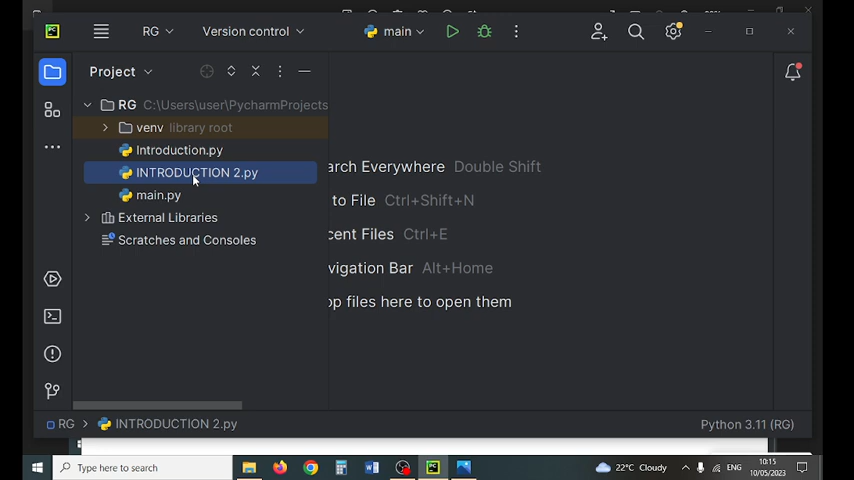 PC
RG
Version control
main
Project
RG C:\Users\user\PycharmProjects
venv library root
Introduction.py
INTRODUCTION 2.py
main.py
External Libraries
Scratches and Consoles
arch Everywhere Double Shift
to File Ctrl+Shift+N
cent Files Ctrl+E
vigation Bar Alt+Home
op files here to open them
RG > INTRODUCTION 2.py
Python 3.11 (RG)
Type here to search
22°C Cloudy
ENG
10:15
10/05/2023